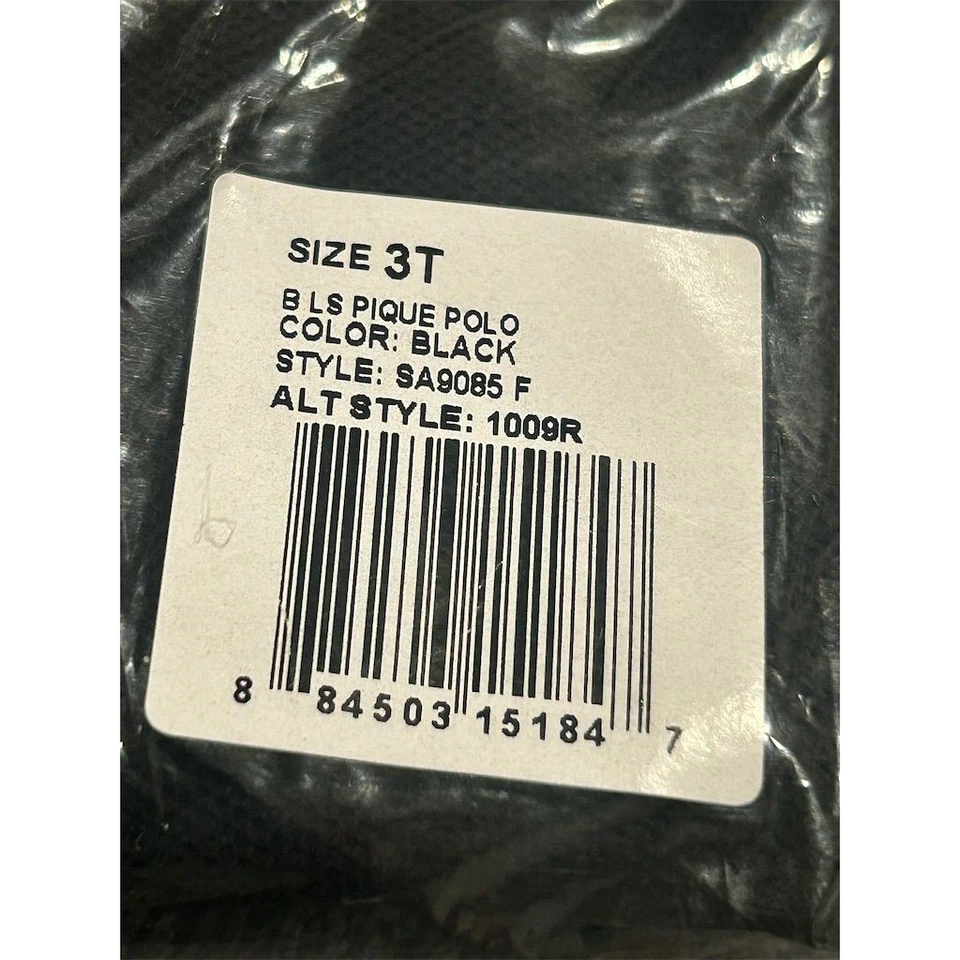 SIZE 3T
B LS PIQUE POLO
COLOR: BLACK
STYLE: SA9085 F
ALT STYLE: 1009R
8 84503 15184 7